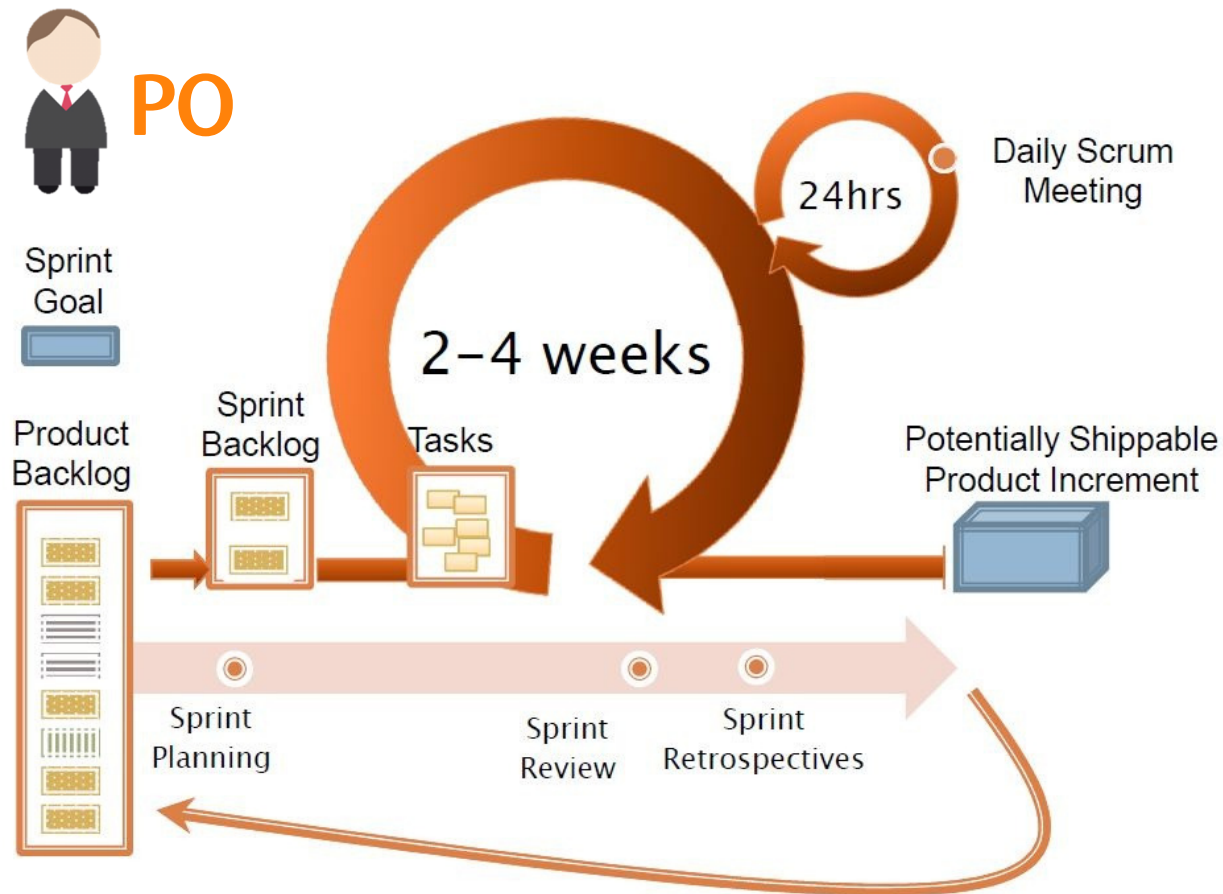 PO
Daily Scrum
Meeting
24hrs
Sprint
Goal
2-4 weeks
Sprint
Backlog
Tasks
Product
Backlog
Potentially Shippable
Product Increment
Sprint
Planning
Sprint
Review
Sprint
Retrospectives